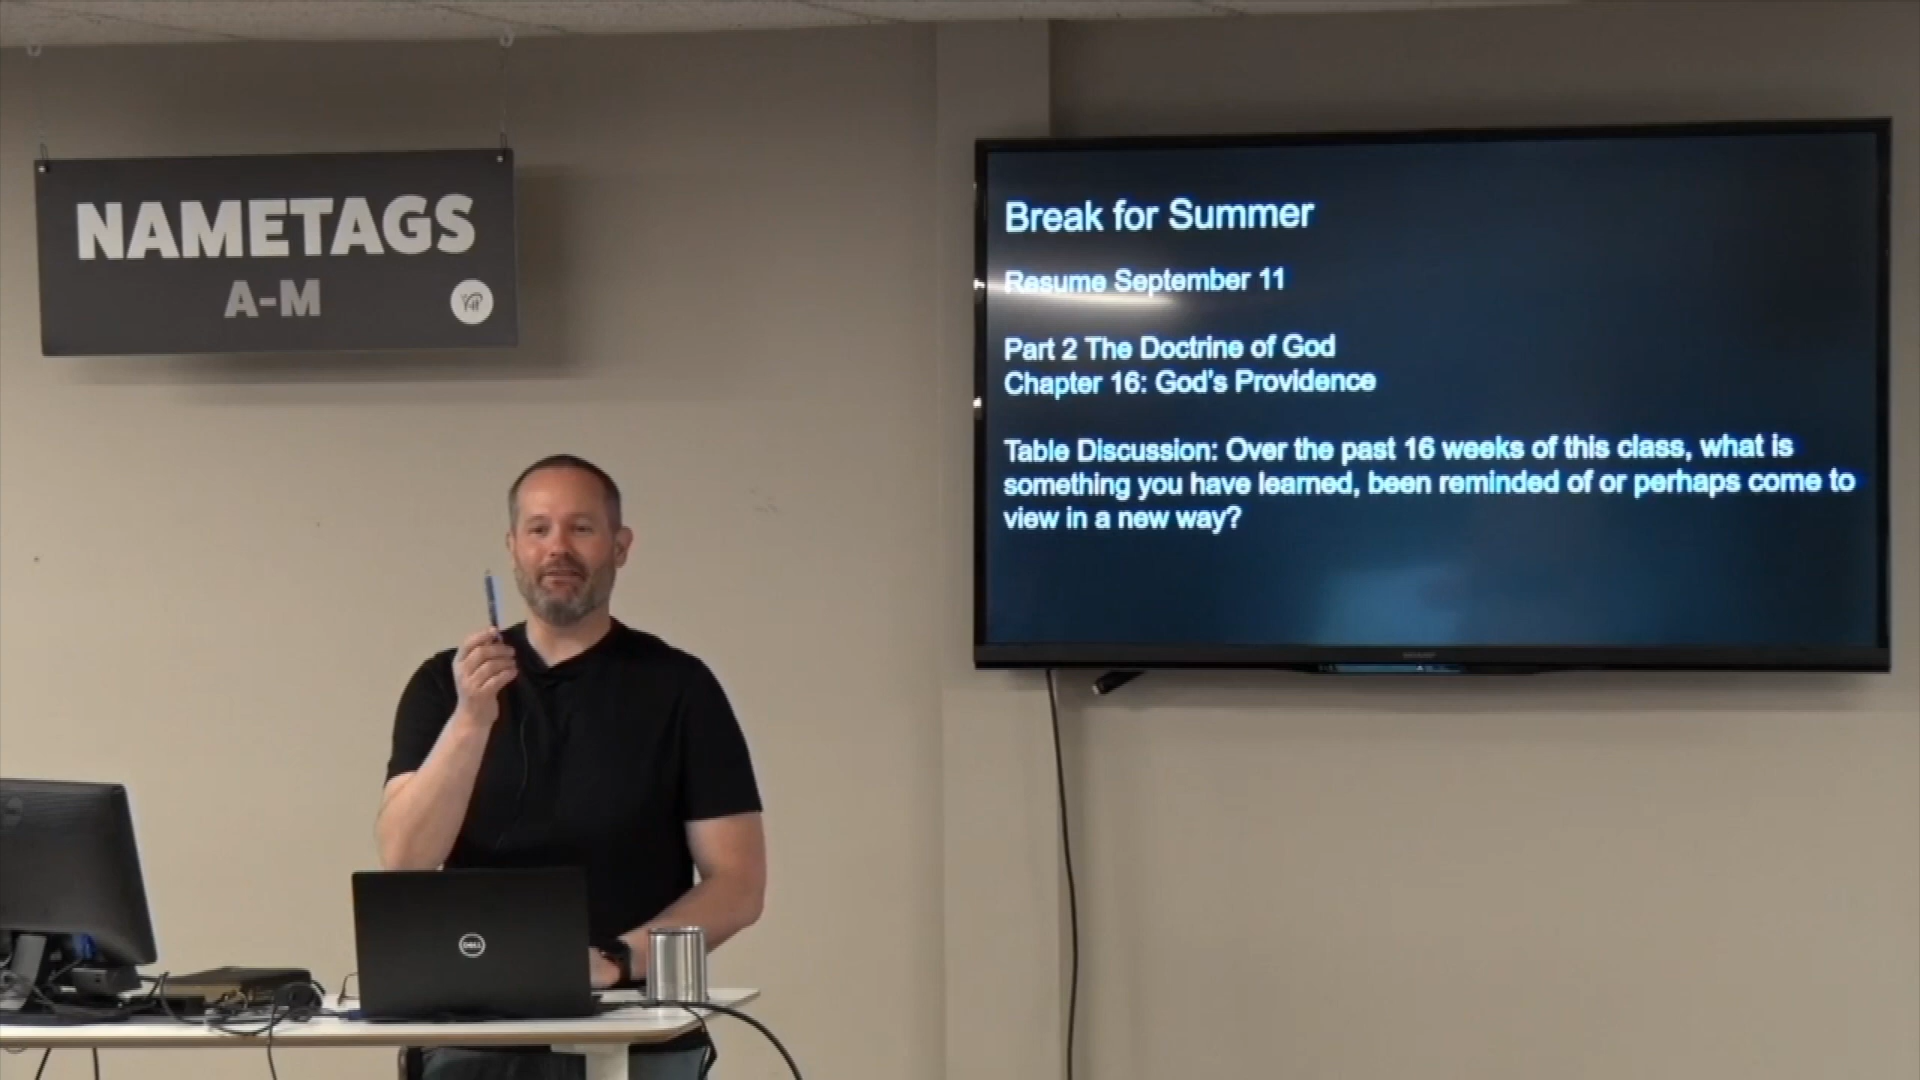 NAMETAGS
A-M
Break for Summer
Resume September 11
Part 2 The Doctrine of God
Chapter 16: God's Providence
Table Discussion: Over the past 16 weeks of this class, what is
something you have learned, been reminded of or perhaps come to
view in a new way?
DELL